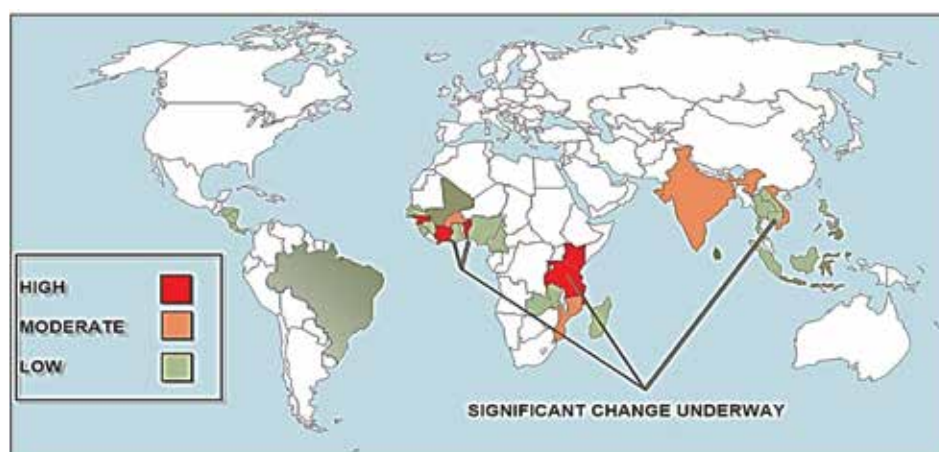 HIGH
MODERATE
LOW
SIGNIFICANT CHANGE UNDERWAY